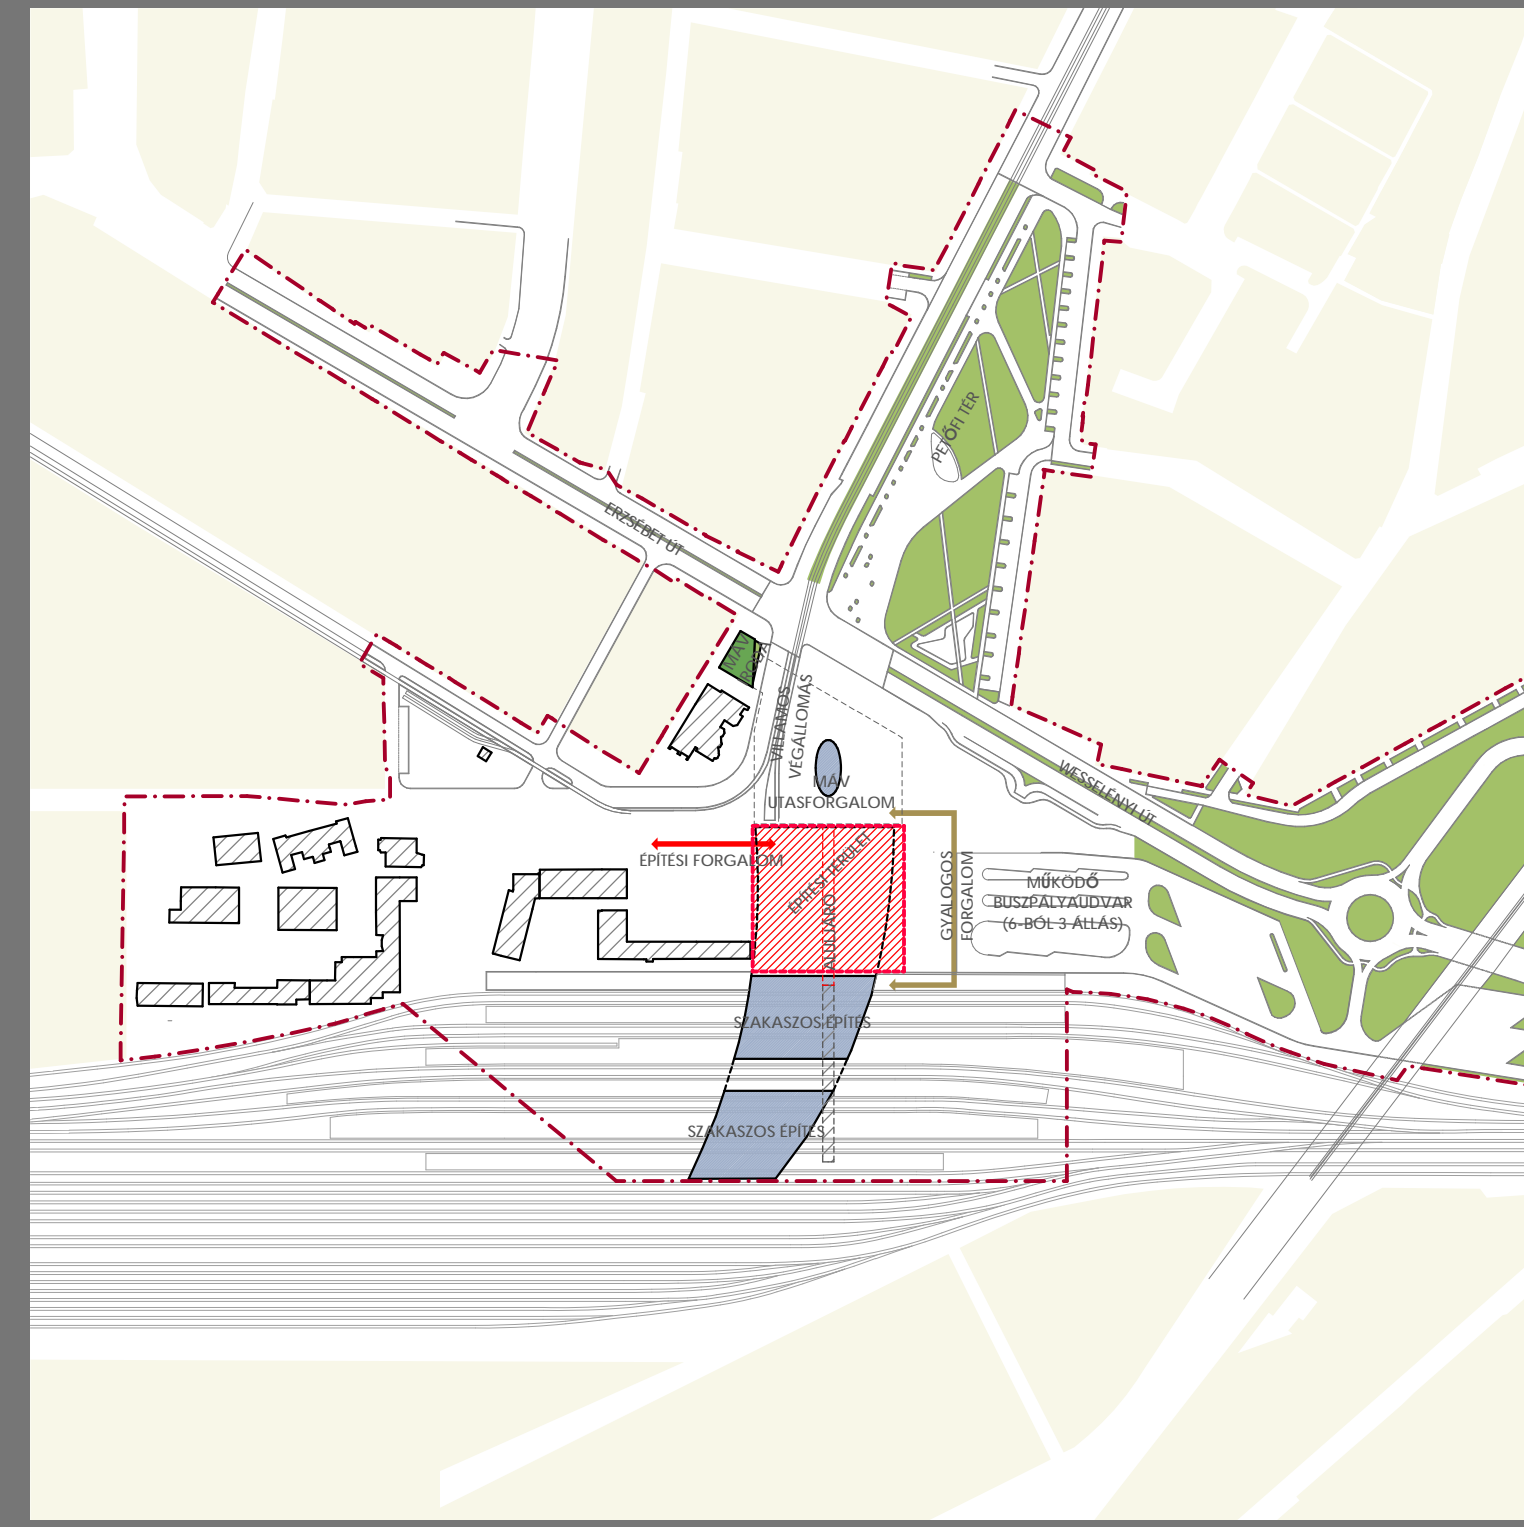 PETŐFI TÉR
ERZSÉBET ÚT
MÁV
VILLAMOS
VÉGÁLLOMÁS
MÁV
UTASFORGALOM
WESSELÉNYI ÚT
ÉPÍTÉSI FORGALOM
ÉPÍTÉSI TERÜLET
ALULJÁRÓ
GYALOGOS
FORGALOM
MŰKÖDŐ
BUSZPÁLYAUDVAR
(6-BÓL 3 ÁLLÁS)
SZAKASZOS ÉPÍTÉS
SZAKASZOS ÉPÍTÉS